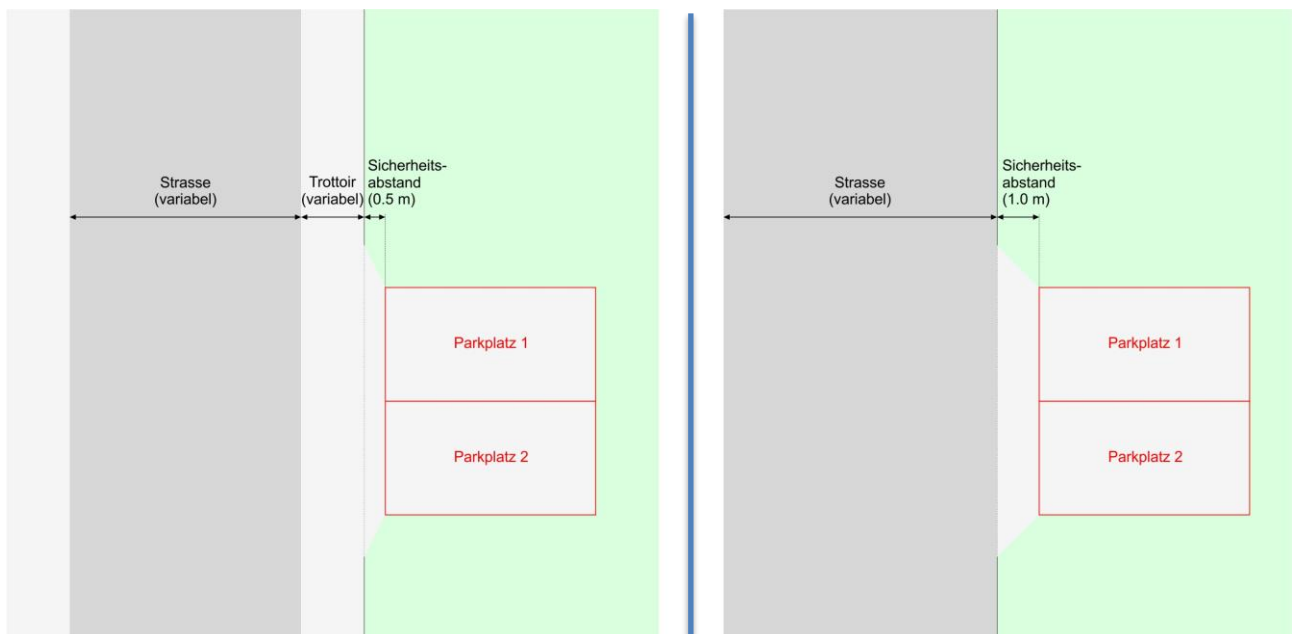 Strasse
(variabel)
Trottoir
(variabel)
Sicherheits-
abstand
(0.5 m)
Parkplatz 1
Parkplatz 2
Strasse
(variabel)
Sicherheits-
abstand
(1.0 m)
Parkplatz 1
Parkplatz 2